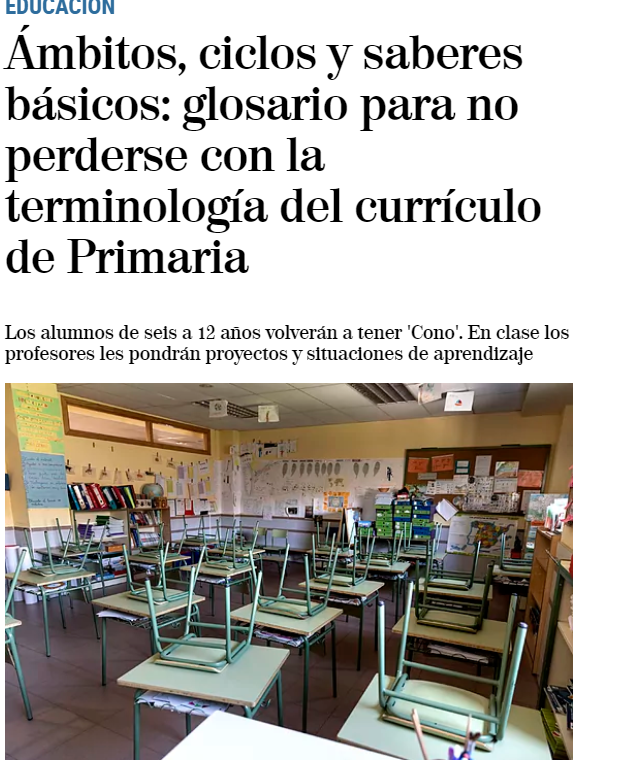 EDUCACIÓN
Ámbitos, ciclos y saberes
básicos: glosario para no
perderse con la
terminología del currículo
de Primaria
Los alumnos de seis a 12 años volverán a tener 'Cono'. En clase los
profesores les pondrán proyectos y situaciones de aprendizaje